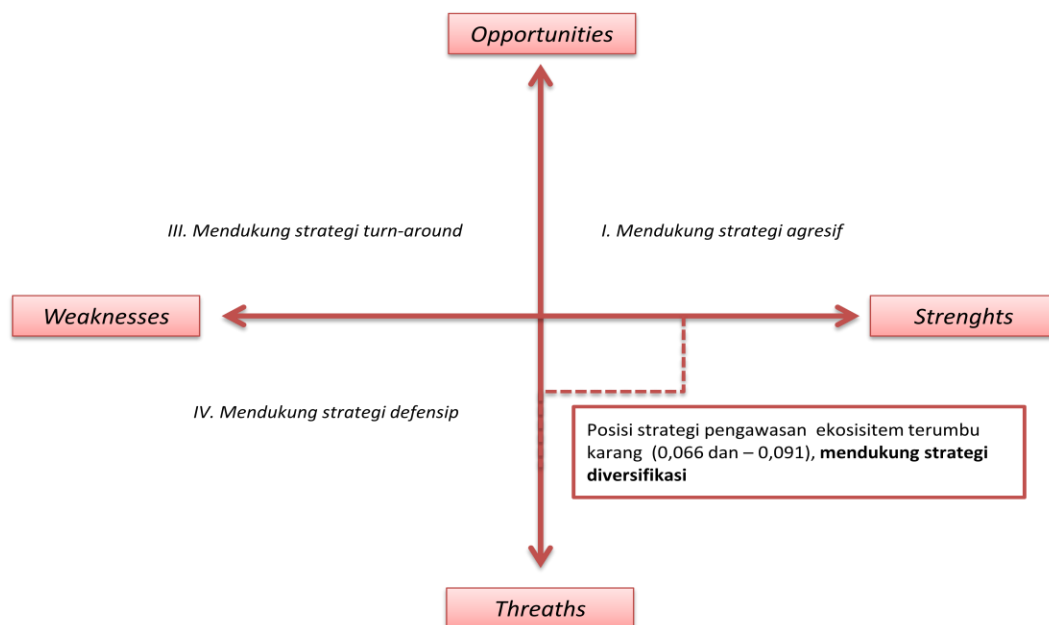 Opportunities
III. Mendukung strategi turn-around
I. Mendukung strategi agresif
Weaknesses
Strenghts
IV. Mendukung strategi defensip
Posisi strategi pengawasan ekosisitem terumbu
karang (0,066 dan – 0,091), mendukung strategi
diversifikasi
Threaths